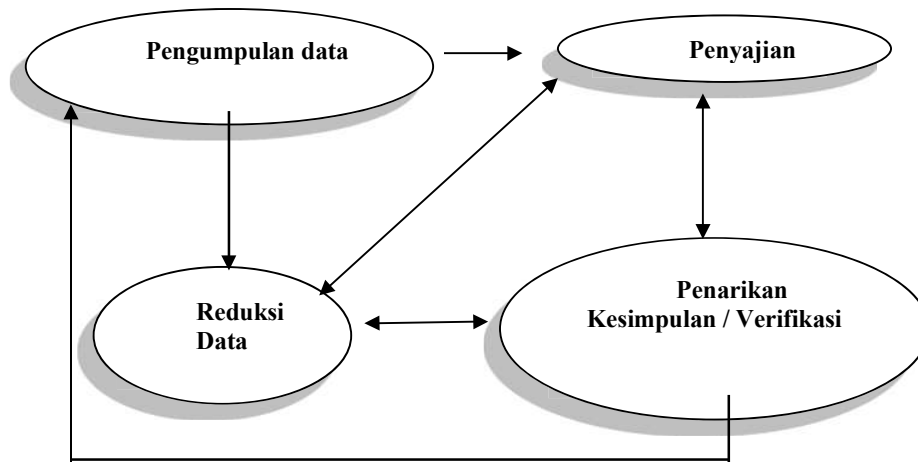 Pengumpulan data
Penyajian
Reduksi
Data
Penarikan
Kesimpulan / Verifikasi